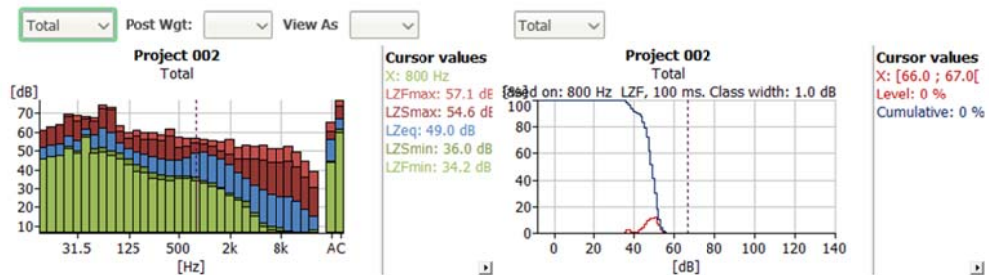 Total Post Wgt: View As Total
Project 002
Total
[dB]
70
60
50
40
30
20
10
31.5 125 500 2k 8k AC
[Hz]
Cursor values
X: 800 Hz
LZFmax: 57.1 dB
LZSmax: 54.6 dB
LZeq: 49.0 dB
LZSmin: 36.0 dB
LZFmin: 34.2 dB
Project 002
Total
on: 800 Hz LZF, 100 ms. Class width: 1.0 dB
100
80
60
40
20
0
0 20 40 60 80 100 120 140
[dB]
Cursor values
X: [66.0 ; 67.0[
Level: 0 %
Cumulative: 0 %